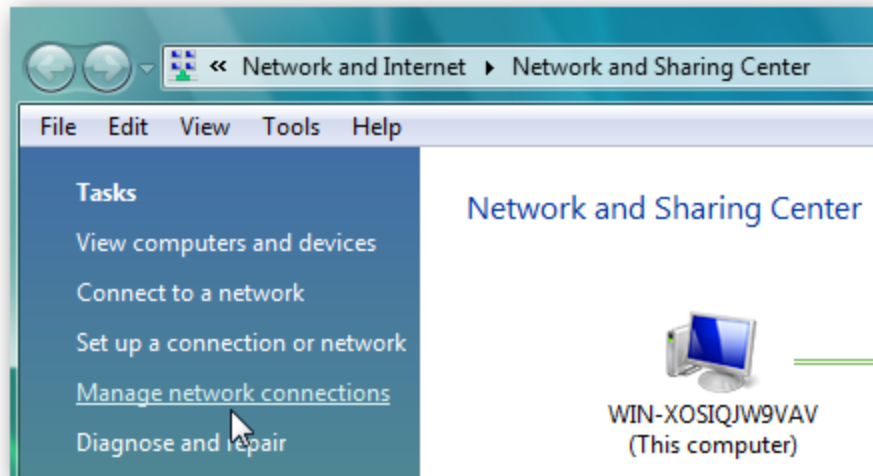 « Network and Internet ▸ Network and Sharing Center
File Edit View Tools Help
Tasks
View computers and devices
Connect to a network
Set up a connection or network
Manage network connections
Diagnose and repair
Network and Sharing Center
WIN-XOSIQJW9VAV
(This computer)